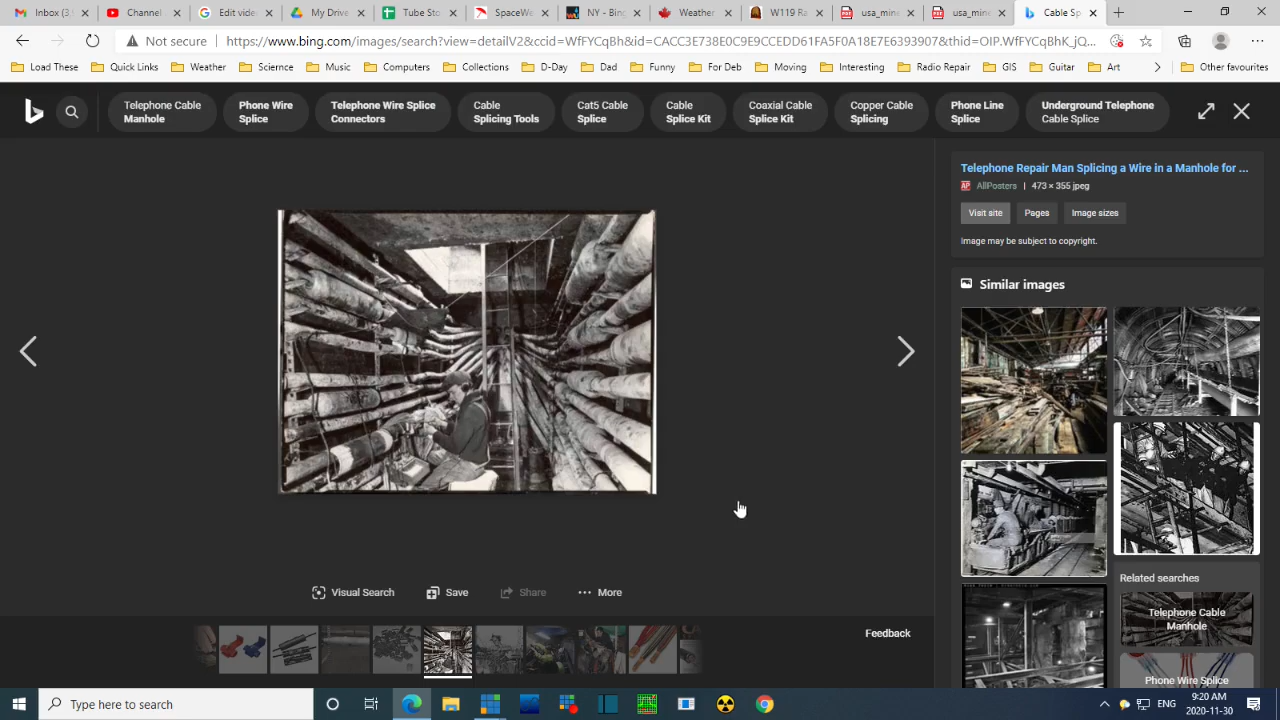 Inbox (3
Channel
Edit video
My Drive
Tube Sto
SpaceWe
NY - Bing
Weather
W119 Ra
usa_mine
usa_mine
Cable Sp
Not secure
https://www.bing.com/images/search?view=detailV2&ccid=WfFYCqBh&id=CACC3E738E0C9E9CCEDD61FA5F0A18E7E6393907&thid=OIP.WfFYCqBhK_jQ...
Load These
Quick Links
Weather
Science
Music
Computers
Collections
D-Day
Dad
Funny
For Deb
Moving
Interesting
Radio Repair
GIS
Guitar
Art
Other favourites
Telephone Cable
Manhole
Phone Wire
Splice
Telephone Wire Splice
Connectors
Cable
Splicing Tools
Cat5 Cable
Splice
Cable
Splice Kit
Coaxial Cable
Splice Kit
Copper Cable
Splicing
Phone Line
Splice
Underground Telephone
Cable Splice
Telephone Repair Man Splicing a Wire in a Manhole for ...
AP AllPosters | 473 × 355 jpeg
Visit site
Pages
Image sizes
Image may be subject to copyright.
Similar images
Related searches
Telephone Cable
Manhole
Phone Wire Splice
Visual Search
Save
Share
More
Feedback
Type here to search
ENG
9:20 AM
2020-11-30